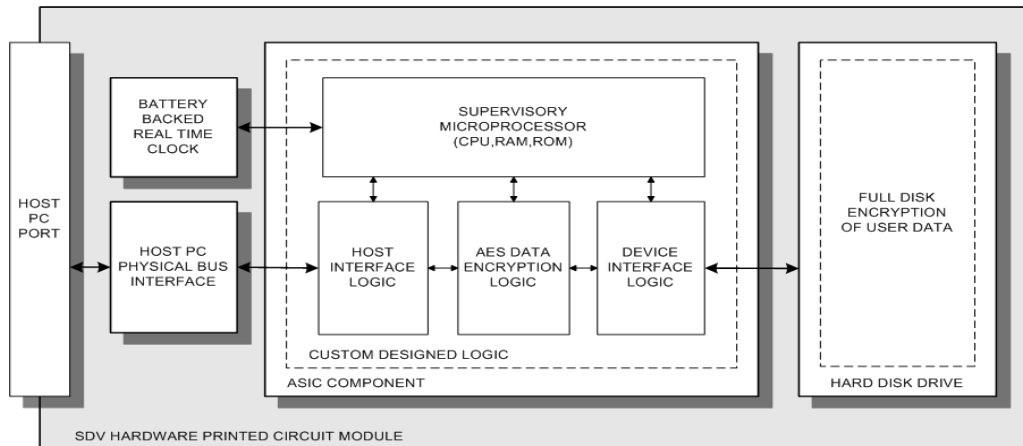 HOST
PC
PORT
BATTERY
BACKED
REAL TIME
CLOCK
HOST PC
PHYSICAL BUS
INTERFACE
SUPERVISORY
MICROPROCESSOR
(CPU,RAM,ROM)
HOST
INTERFACE
LOGIC
AES DATA
ENCRYPTION
LOGIC
DEVICE
INTERFACE
LOGIC
CUSTOM DESIGNED LOGIC
ASIC COMPONENT
FULL DISK
ENCRYPTION
OF USER DATA
HARD DISK DRIVE
SDV HARDWARE PRINTED CIRCUIT MODULE